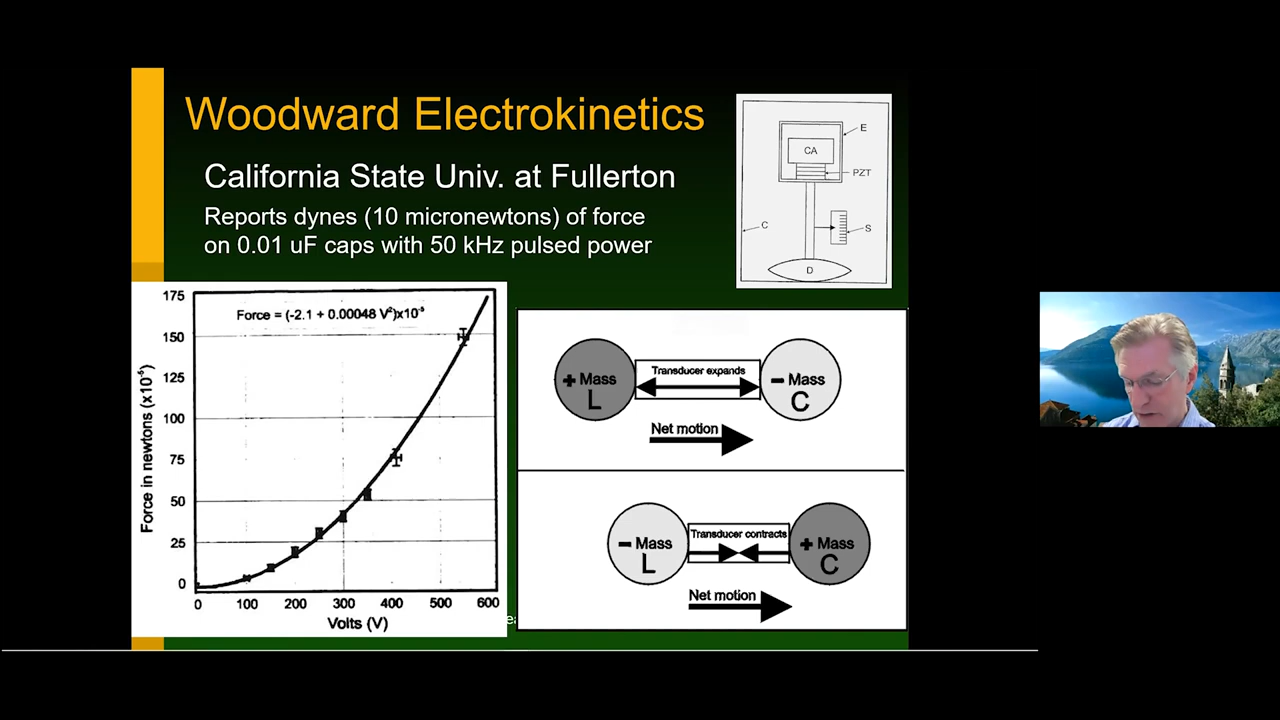 Woodward Electrokinetics
California State Univ. at Fullerton
Reports dynes (10 micronewtons) of force
on 0.01 uF caps with 50 kHz pulsed power
E
CA
PZT
C
S
D
Force = (-2.1 + 0.00048 V²)x10⁻⁵
Force in newtons (x10⁻⁵)
175
150
125
100
75
50
25
0
0 100 200 300 400 500 600
Volts (V)
+ Mass
L
Transducer expands
− Mass
C
Net motion
− Mass
L
Transducer contracts
+ Mass
C
Net motion